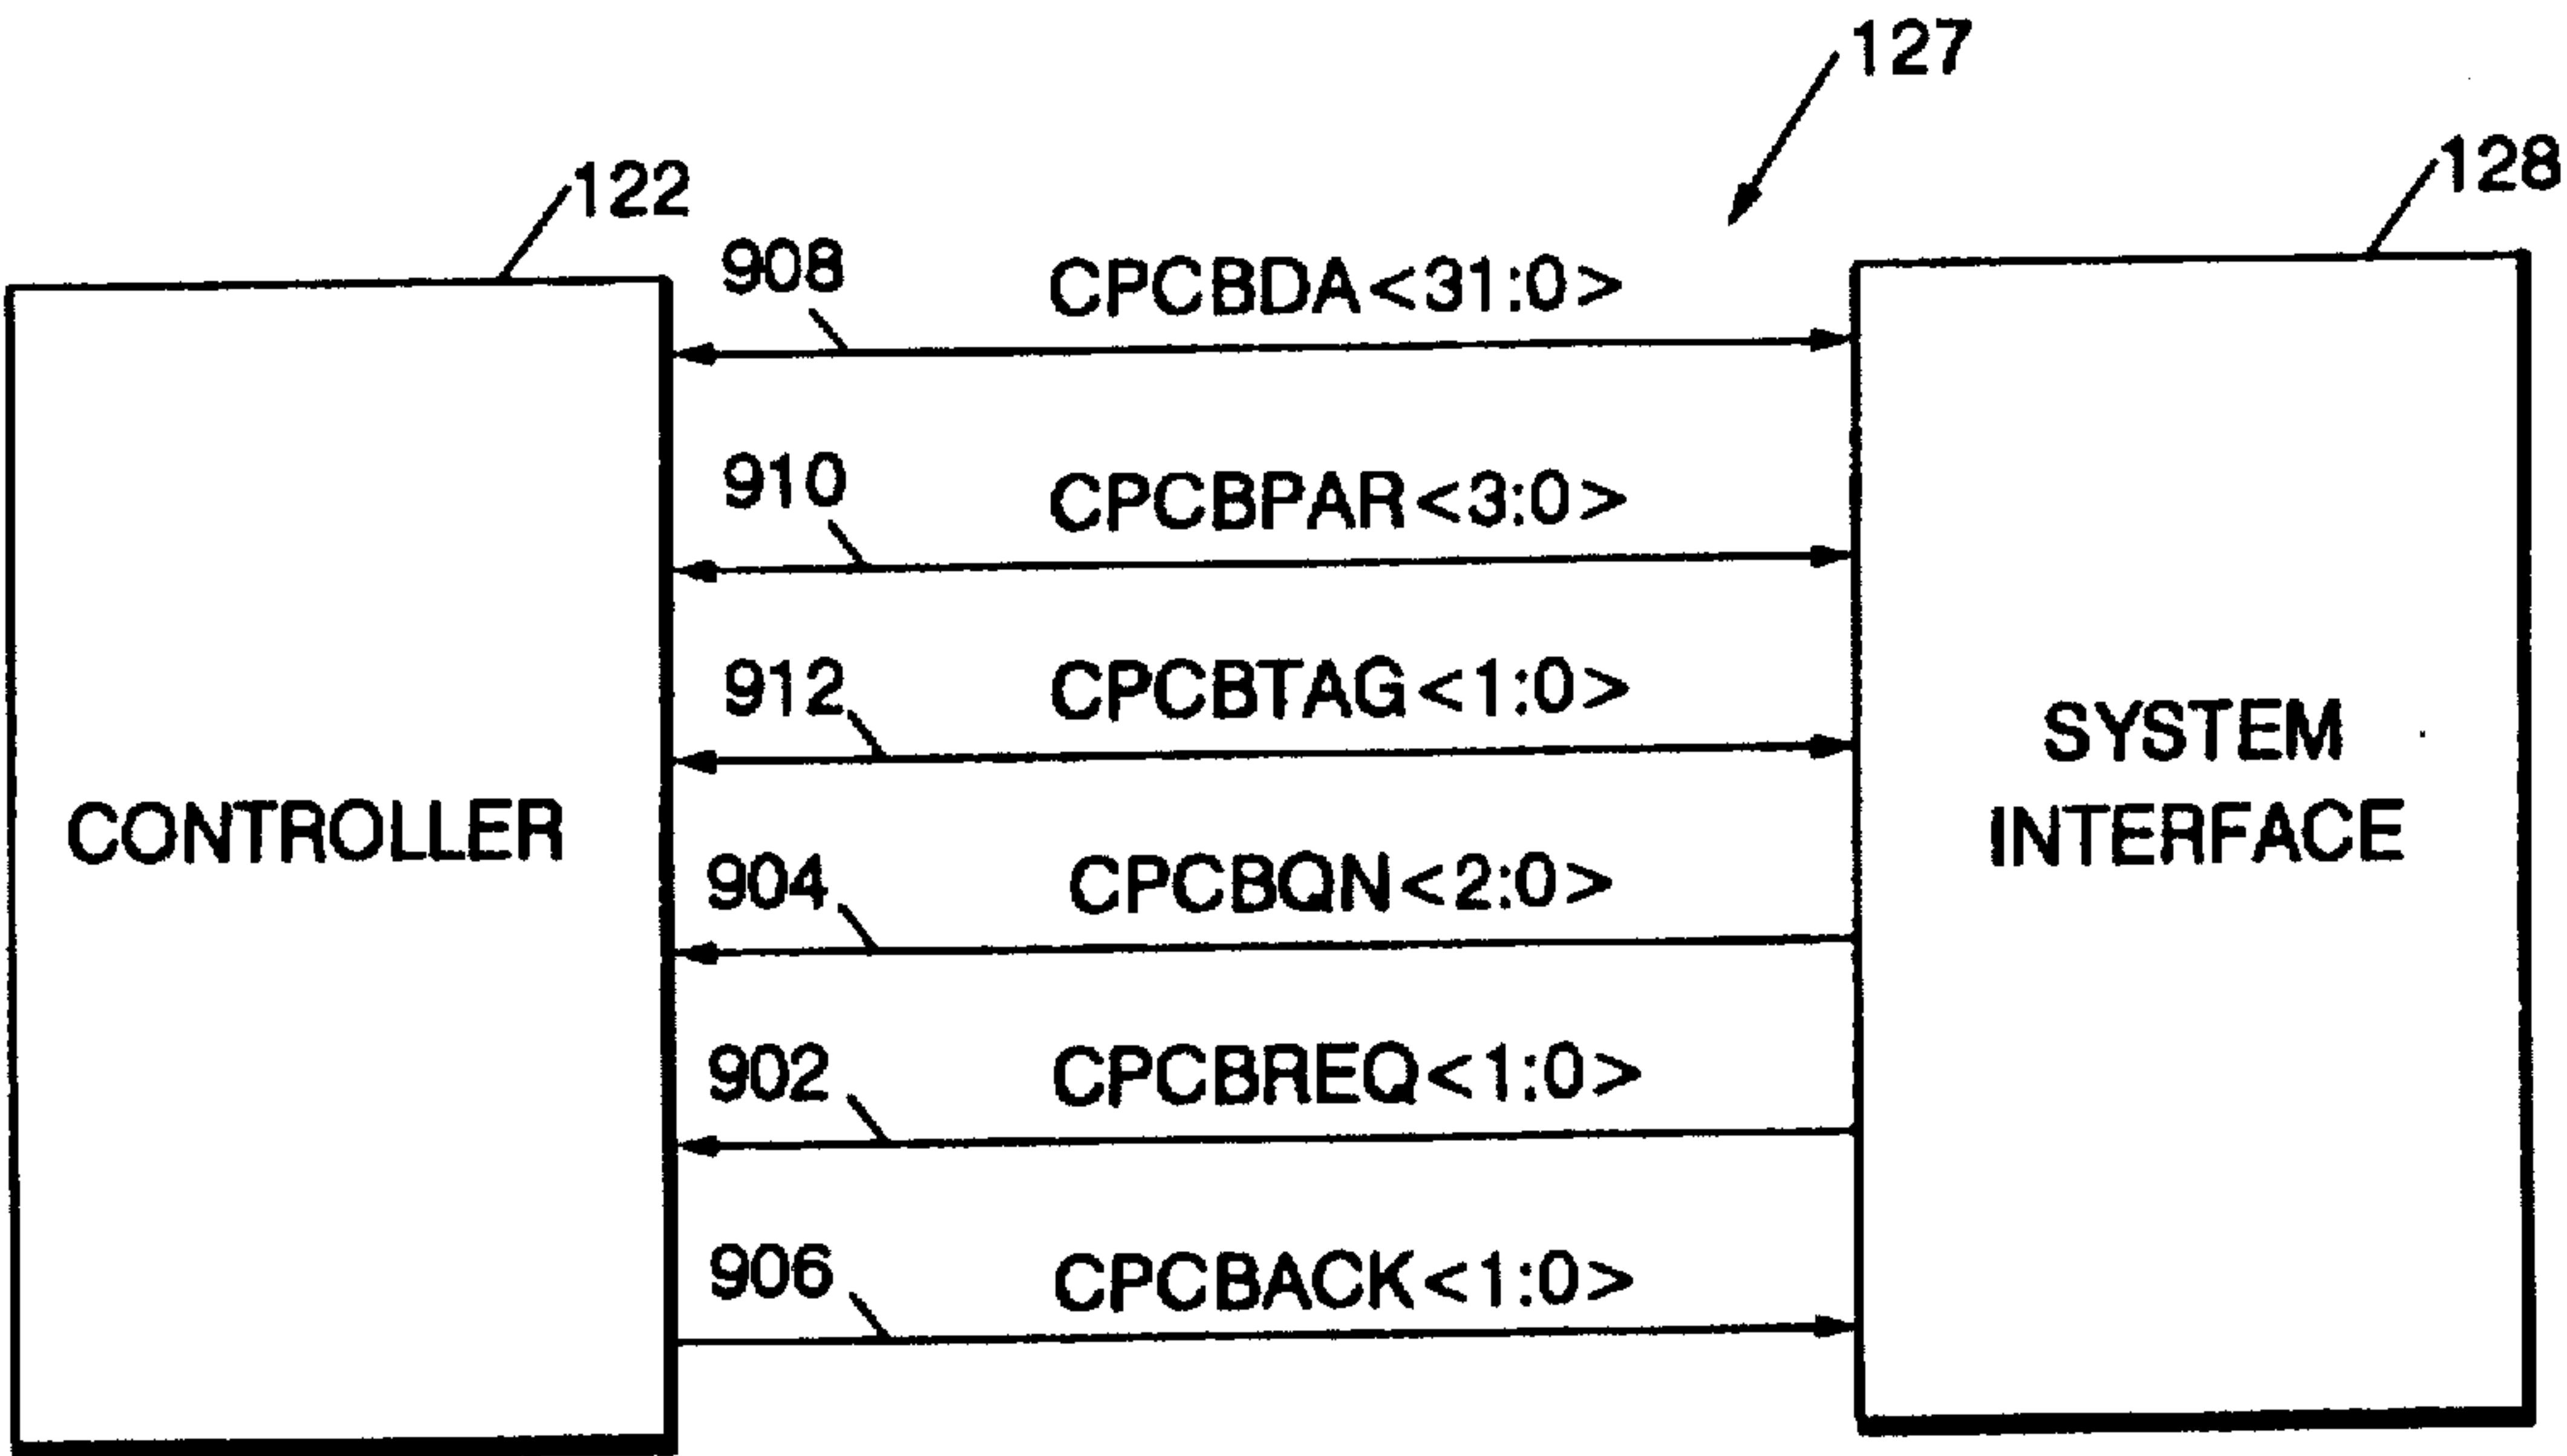 127
128
122
908 CPCBDA<31:0>
910 CPCBPAR<3:0>
912 CPCBTAG<1:0>
SYSTEM
INTERFACE
CONTROLLER
904 CPCBQN<2:0>
902 CPCBREQ<1:0>
906 CPCBACK<1:0>